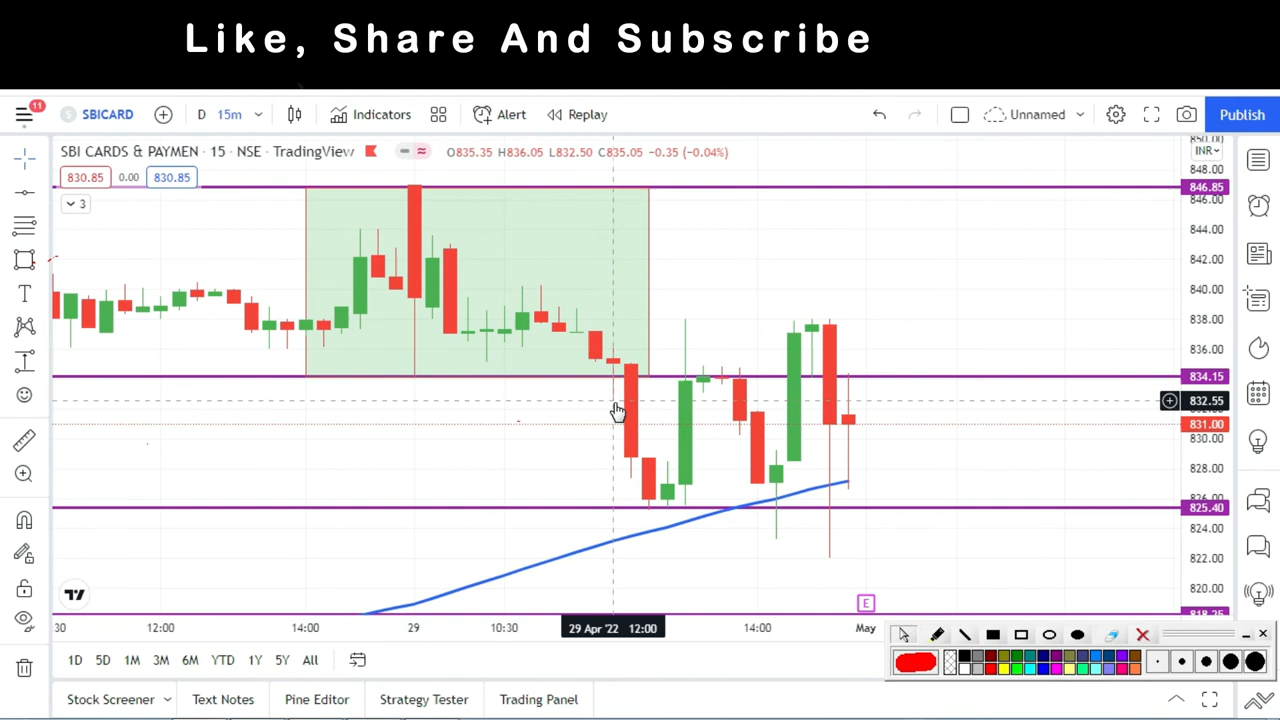 Like, Share And Subscribe
11
S SBICARD D 15m Indicators Alert Replay Unnamed Publish
SBI CARDS & PAYMEN · 15 · NSE · TradingView O835.35 H836.05 L832.50 C835.05 −0.35 (−0.04%)
INR
830.85 0.00 830.85
3
850.00
848.00
846.85
846.00
844.00
842.00
840.00
838.00
836.00
834.15
832.55
831.00
830.00
828.00
826.00
825.40
824.00
822.00
820.00
818.25
E
:30 12:00 14:00 29 10:30 29 Apr '22 12:00 14:00 May
1D 5D 1M 3M 6M YTD 1Y 5Y All
Stock Screener Text Notes Pine Editor Strategy Tester Trading Panel